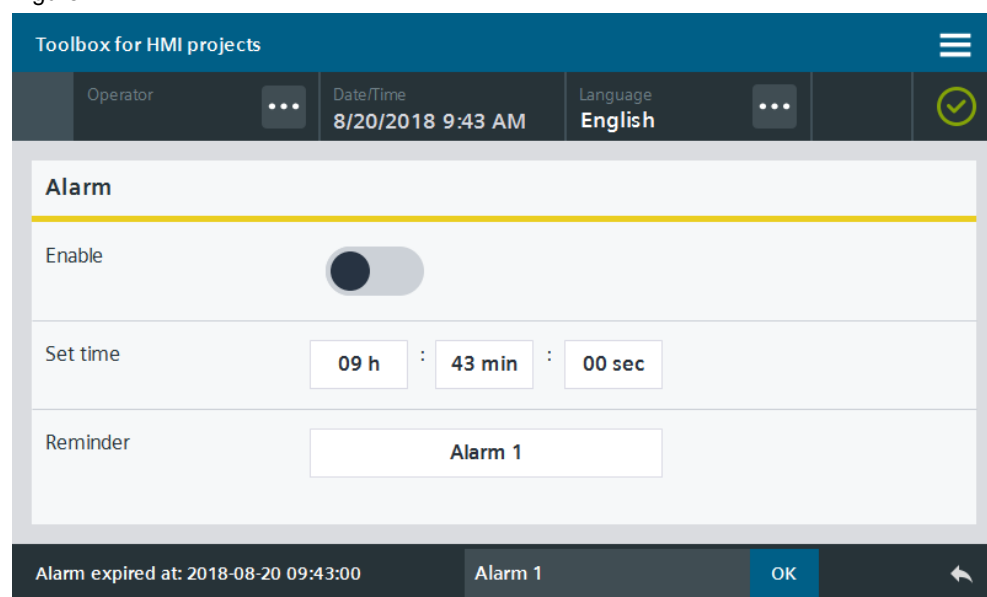 Toolbox for HMI projects
Operator ... Date/Time Language ...
8/20/2018 9:43 AM English
Alarm
Enable
Set time 09 h : 43 min : 00 sec
Reminder Alarm 1
Alarm expired at: 2018-08-20 09:43:00 Alarm 1 OK